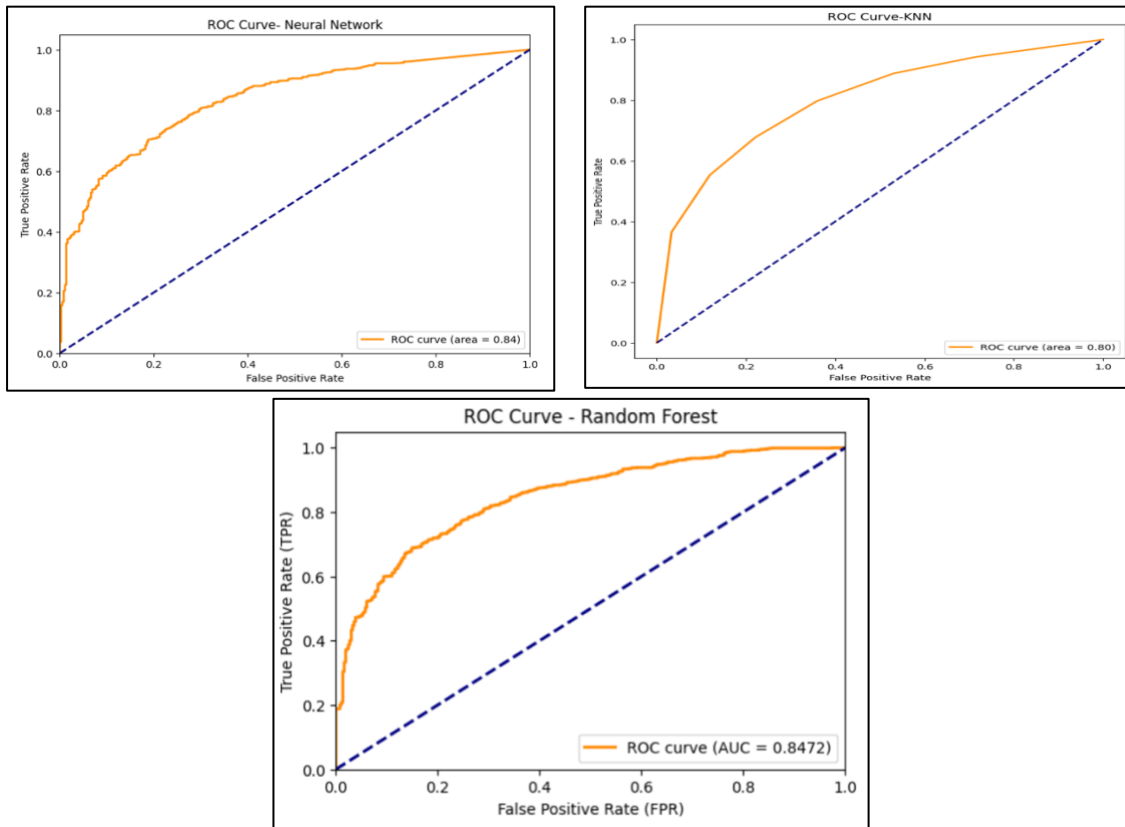 ROC Curve- Neural Network
1.0
0.8
0.6
0.4
0.2
0.0
True Positive Rate
ROC curve (area = 0.84)
0.0 0.2 0.4 0.6 0.8 1.0
False Positive Rate
ROC Curve-KNN
1.0
0.8
0.6
0.4
0.2
0.0
True Positive Rate
ROC curve (area = 0.80)
0.0 0.2 0.4 0.6 0.8 1.0
False Positive Rate
ROC Curve - Random Forest
1.0
0.8
0.6
0.4
0.2
0.0
True Positive Rate (TPR)
ROC curve (AUC = 0.8472)
0.0 0.2 0.4 0.6 0.8 1.0
False Positive Rate (FPR)